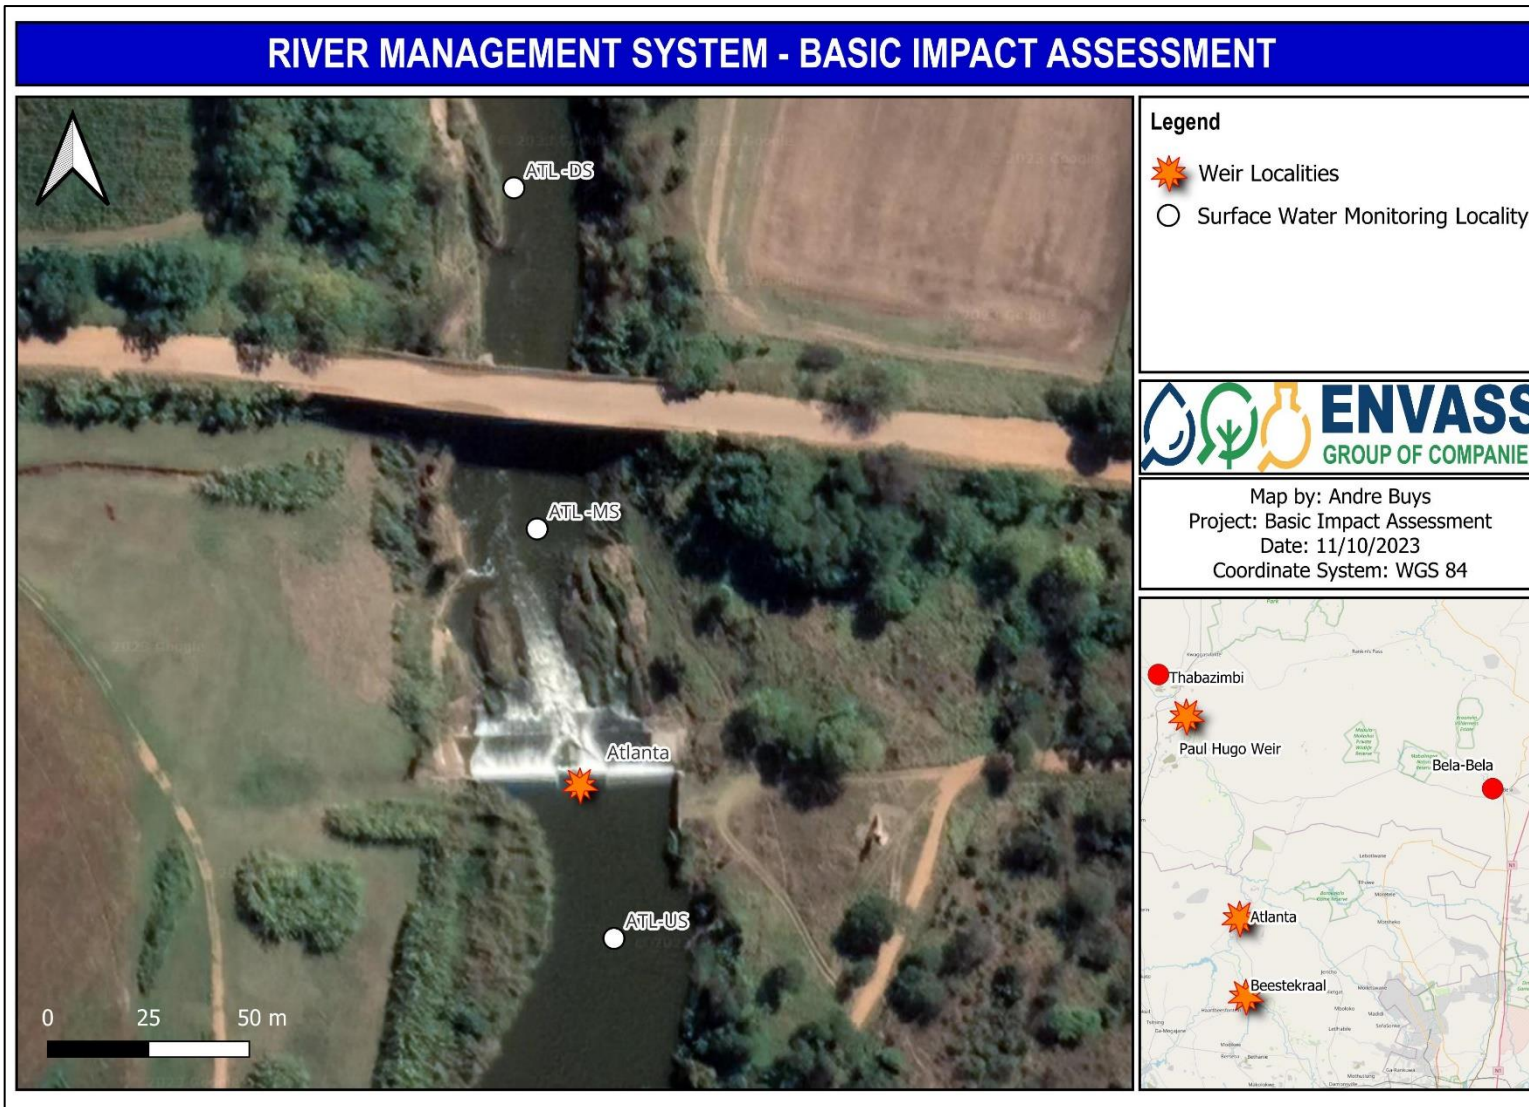 RIVER MANAGEMENT SYSTEM - BASIC IMPACT ASSESSMENT
ATL -DS
ATL -MS
Atlanta
ATL-US
0 25 50 m
Legend
Weir Localities
Surface Water Monitoring Locality
ENVASS
GROUP OF COMPANIE
Map by: Andre Buys
Project: Basic Impact Assessment
Date: 11/10/2023
Coordinate System: WGS 84
Thabazimbi
Paul Hugo Weir
Bela-Bela
Atlanta
Beestekraal